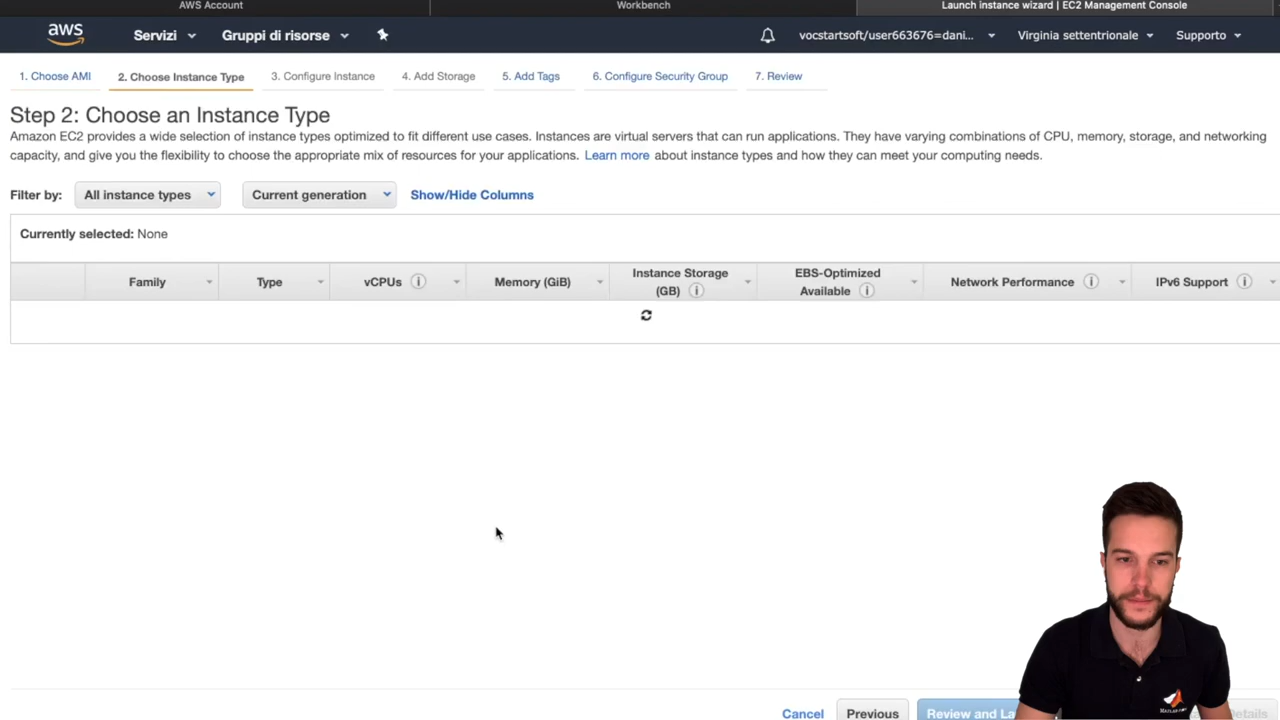 AWS Account
Workbench
Launch instance wizard | EC2 Management Console
aws
Servizi
Gruppi di risorse
vocstartsoft/user663676=dani...
Virginia settentrionale
Supporto
1. Choose AMI
2. Choose Instance Type
3. Configure Instance
4. Add Storage
5. Add Tags
6. Configure Security Group
7. Review
Step 2: Choose an Instance Type
Amazon EC2 provides a wide selection of instance types optimized to fit different use cases. Instances are virtual servers that can run applications. They have varying combinations of CPU, memory, storage, and networking
capacity, and give you the flexibility to choose the appropriate mix of resources for your applications. Learn more about instance types and how they can meet your computing needs.
Filter by:
All instance types
Current generation
Show/Hide Columns
Currently selected: None
Family
Type
vCPUs
Memory (GiB)
Instance Storage
(GB)
EBS-Optimized
Available
Network Performance
IPv6 Support
Cancel
Previous
Review and La
Details